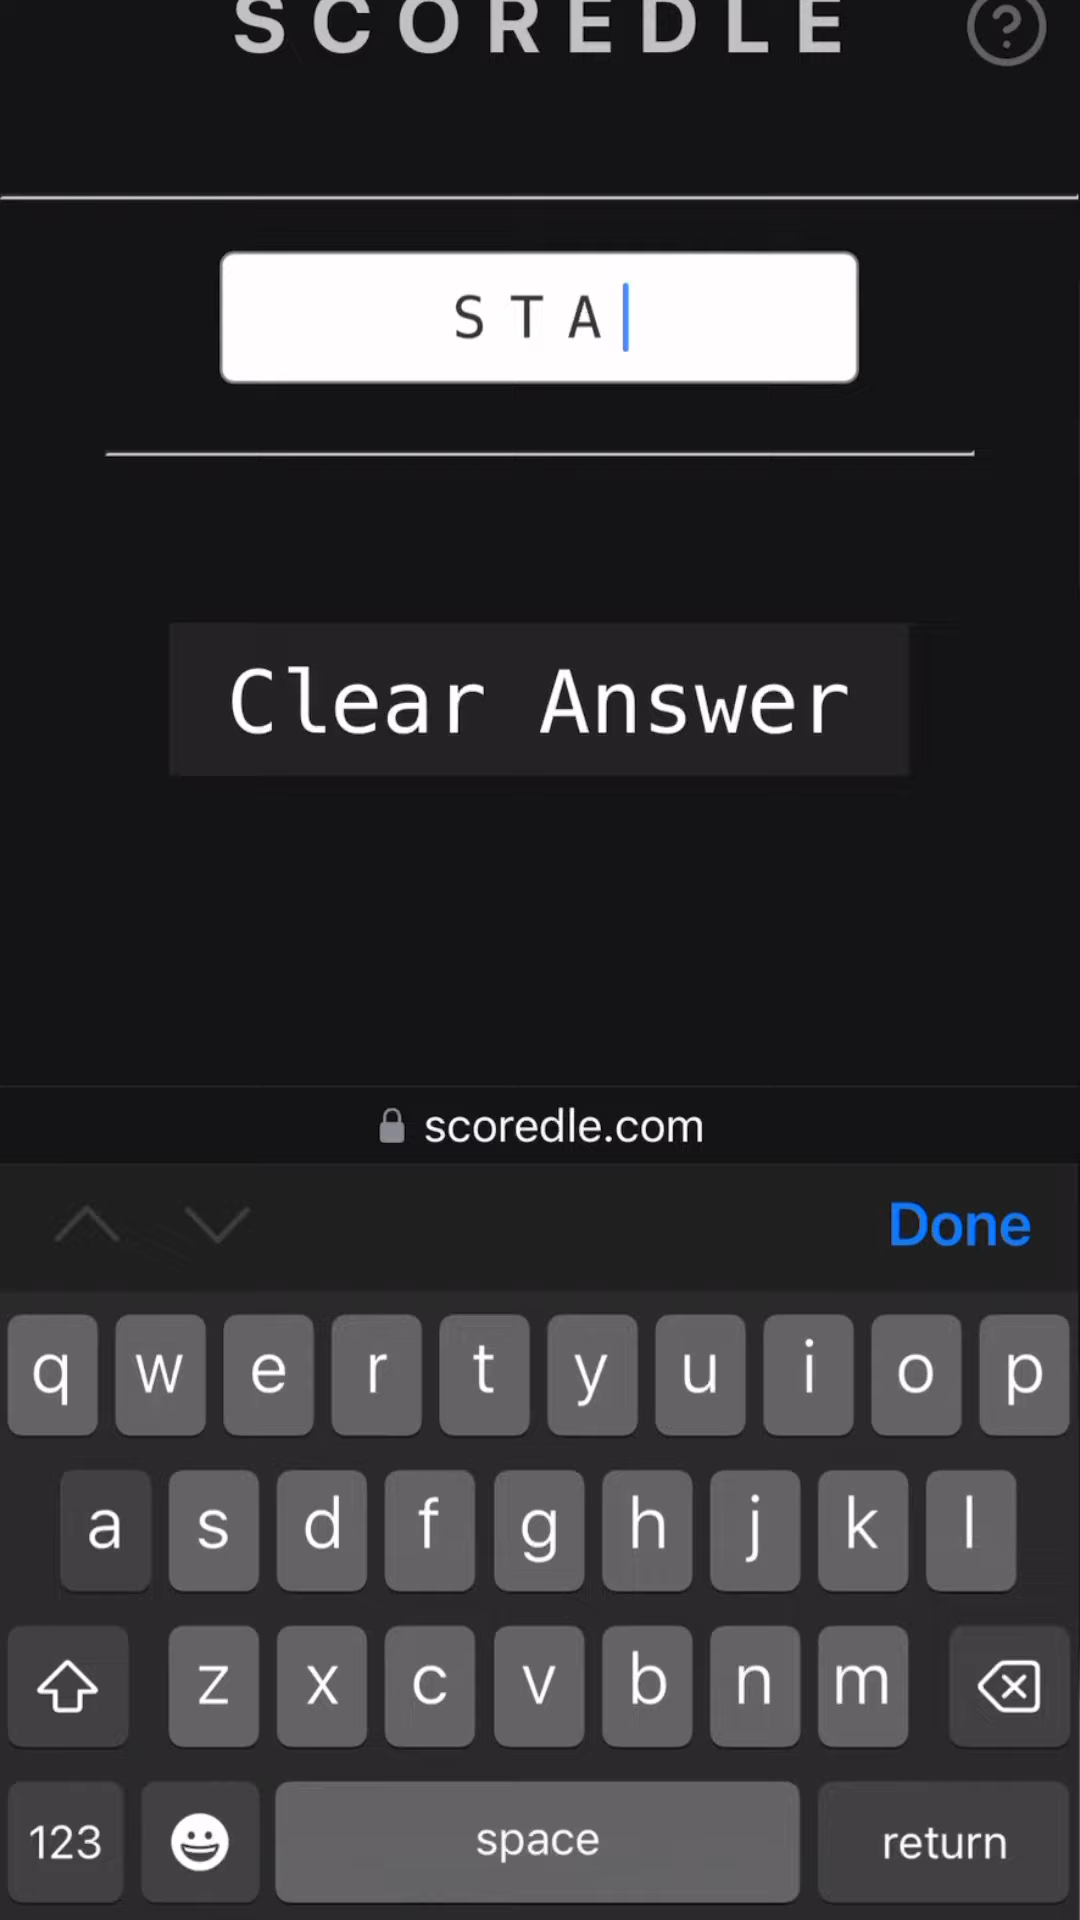 SCOREDLE ?
STA
Clear Answer
scoredle.com
Done
q w e r t y u i o p
a s d f g h j k l
z x c v b n m
123 space return